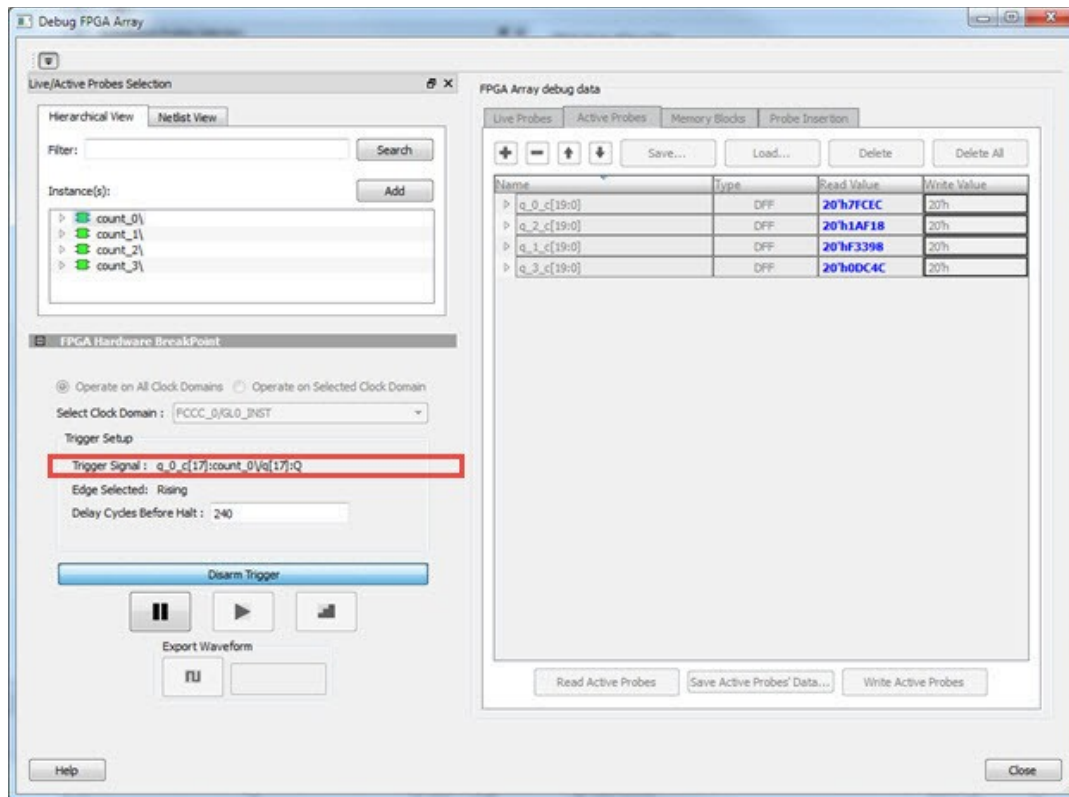 Debug FPGA Array
Live/Active Probes Selection
Hierarchical View Netlist View
Filter: Search
Instance(s): Add
count_0\
count_1\
count_2\
count_3\
FPGA Hardware BreakPoint
Operate on All Clock Domains Operate on Selected Clock Domain
Select Clock Domain : FCCC_0/GL0_INST
Trigger Setup
Trigger Signal : q_0_c[17]:count_0\/q[17]:Q
Edge Selected: Rising
Delay Cycles Before Halt : 240
Disarm Trigger
Export Waveform
Help
FPGA Array debug data
Live Probes Active Probes Memory Blocks Probe Insertion
Save... Load... Delete Delete All
Name Type Read Value Write Value
q_0_c[19:0] DFF 20'h7FCEC 20'h
q_2_c[19:0] DFF 20'h1AF18 20'h
q_1_c[19:0] DFF 20'hF3398 20'h
q_3_c[19:0] DFF 20'h0DC4C 20'h
Read Active Probes Save Active Probes' Data... Write Active Probes
Close